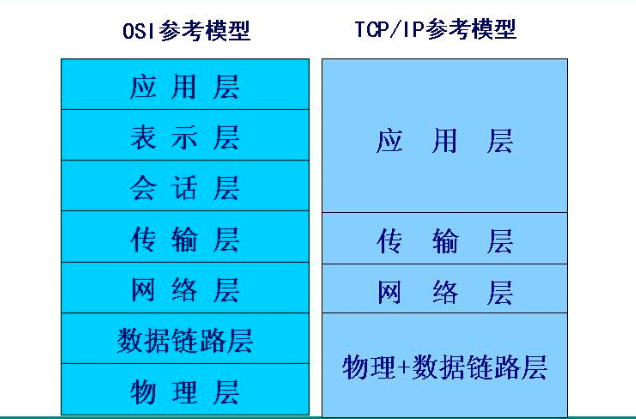 OSI参考模型
TCP/IP参考模型
应用层
表示层
会话层
传输层
网络层
数据链路层
物理层
应用层
传输层
网络层
物理+数据链路层